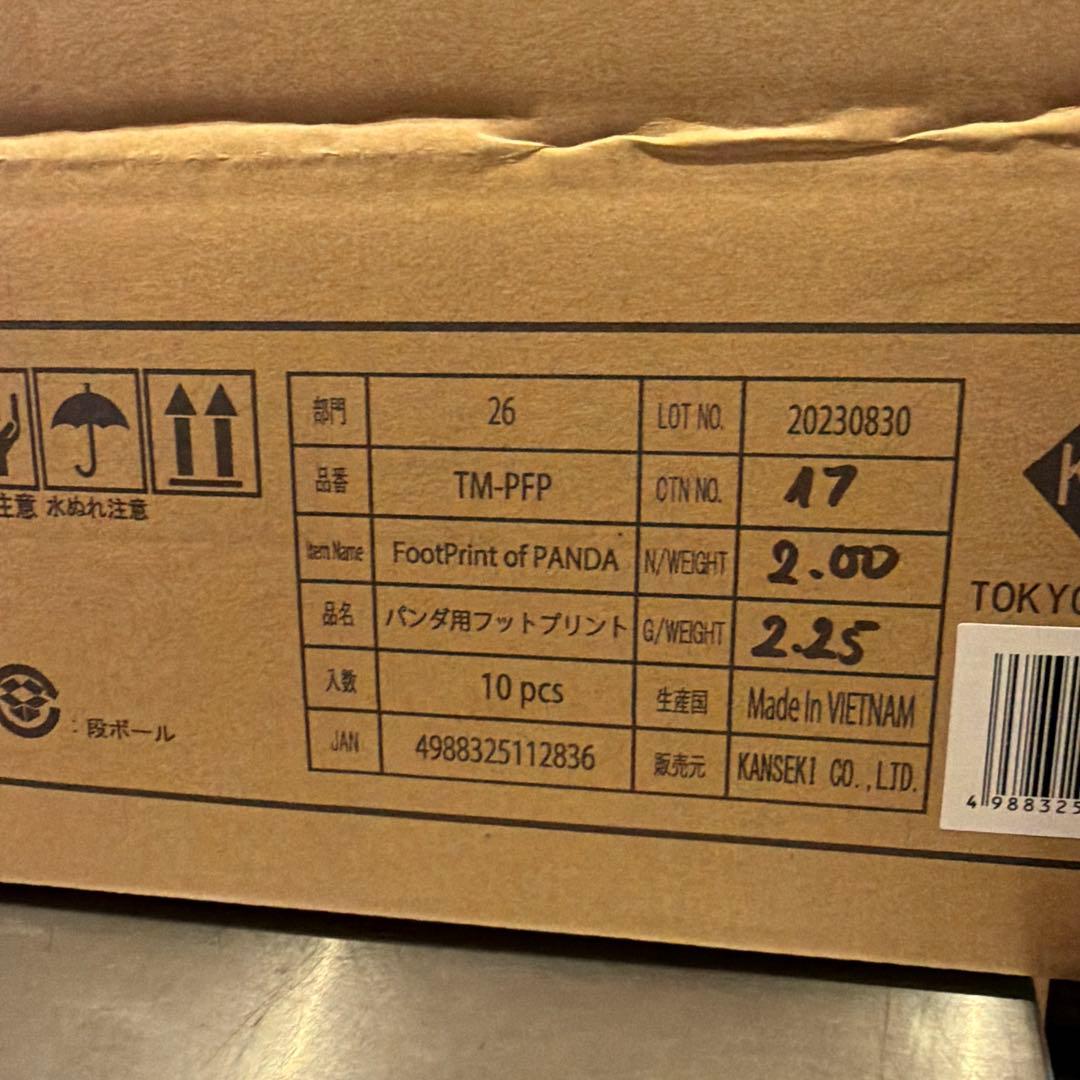 部門 26 LOT NO. 20230830
品番 TM-PFP CTN NO. 17
Item Name FootPrint of PANDA N/WEIGHT 2.00
品名 パンダ用フットプリント G/WEIGHT 2.25
入数 10 pcs 生産国 Made In VIETNAM
JAN 4988325112836 販売元 KANSEKI CO.,LTD.
注意 水ぬれ注意
：段ボール
TOKYO
4 988325